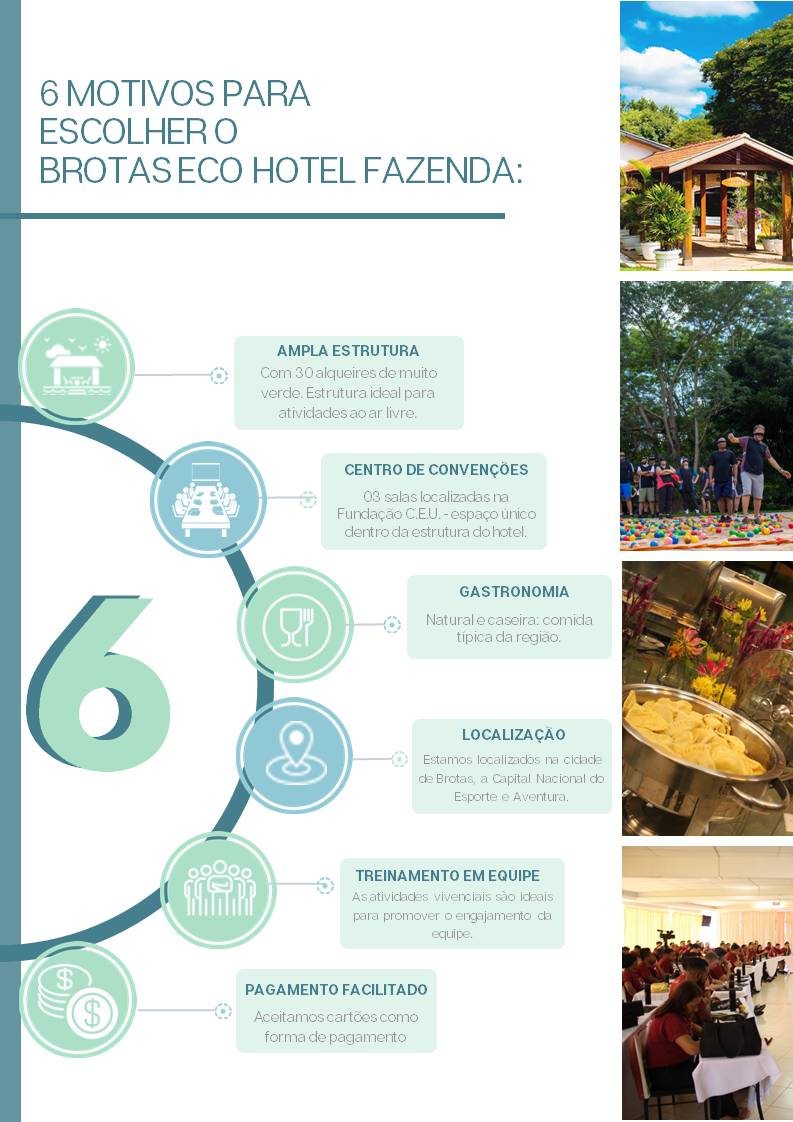 6 MOTIVOS PARA
ESCOLHER O
BROTAS ECO HOTEL FAZENDA:
AMPLA ESTRUTURA
Com 30 alqueires de muito
verde. Estrutura ideal para
atividades ao ar livre.
CENTRO DE CONVENÇÕES
03 salas localizadas na
Fundação C.E.U. - espaço único
dentro da estrutura do hotel.
6
GASTRONOMIA
Natural e caseira: comida
típica da região.
LOCALIZAÇÃO
Estamos localizados na cidade
de Brotas, a Capital Nacional do
Esporte e Aventura.
TREINAMENTO EM EQUIPE
As atividades vivenciais são ideais
para promover o engajamento da
equipe.
PAGAMENTO FACILITADO
Aceitamos cartões como
forma de pagamento
$
$